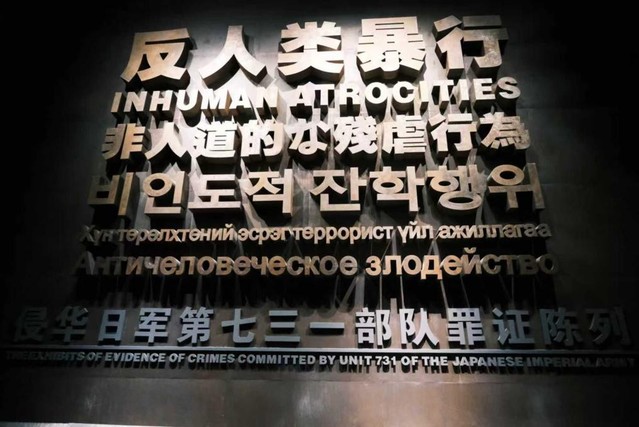 反人类暴行
INHUMAN ATROCITIES
非人道的な残虐行為
비인도적 잔학행위
Хүн төрөлхтөний эсрэг террорист үйл ажиллагаа
Античеловеческое злодейство
侵华日军第七三一部队罪证陈列
THE EXHIBITS OF EVIDENCE OF CRIMES COMMITTED BY UNIT 731 OF THE JAPANESE IMPERIAL ARMY